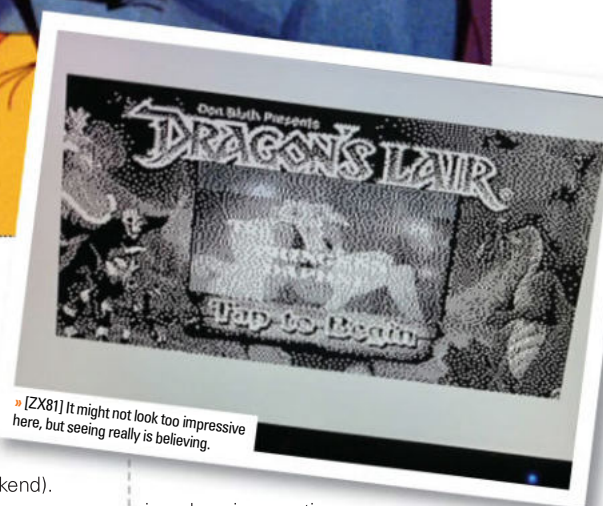 Don Bluth Presents
DRAGON'S LAIR
Tap to Begin
» [ZX81] It might not look too impressive
here, but seeing really is believing.
kend).